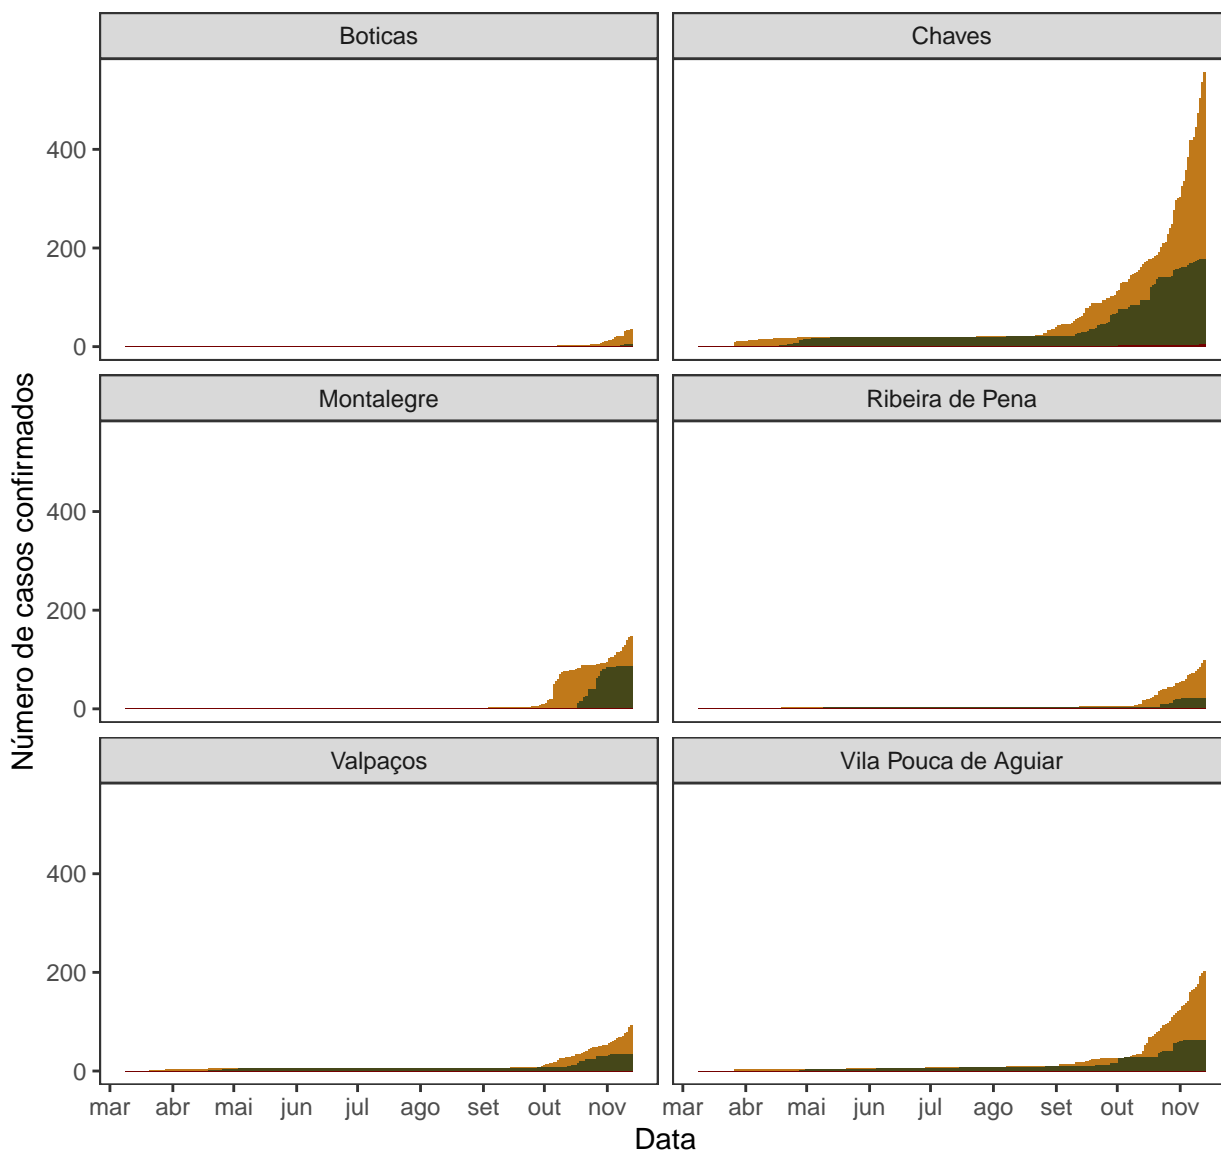 Boticas
Chaves
400
200
0
Montalegre
Ribeira de Pena
400
200
0
Valpaços
Vila Pouca de Aguiar
400
200
0
mar abr mai jun jul ago set out nov
mar abr mai jun jul ago set out nov
Data
Número de casos confirmados